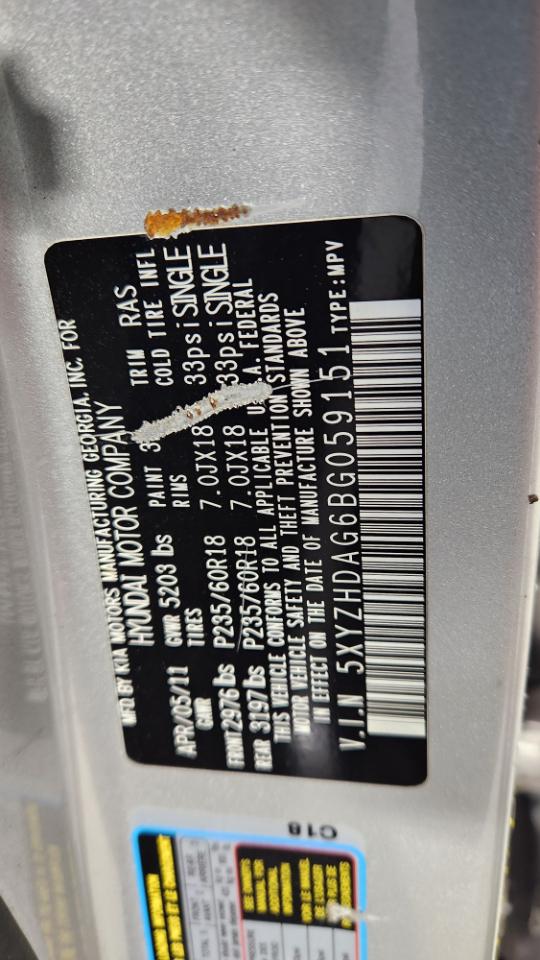 MFD BY KIA MOTORS MANUFACTURING GEORGIA, INC. FOR
HYUNDAI MOTOR COMPANY
APR/05/11 GVWR 5203 lbs PAINT 3 TRIM RAS
GAWR TIRES RIMS COLD TIRE INFL
FRONT2976 lbs P235/60R18 7.0JX18 33psi SINGLE
REAR 3197 lbs P235/60R18 7.0JX18 33psi SINGLE
THIS VEHICLE CONFORMS TO ALL APPLICABLE U A. FEDERAL
MOTOR VEHICLE SAFETY AND THEFT PREVENTION STANDARDS
IN EFFECT ON THE DATE OF MANUFACTURE SHOWN ABOVE
V.I.N 5XYZHDAG6BG059151 TYPE:MPV
C18